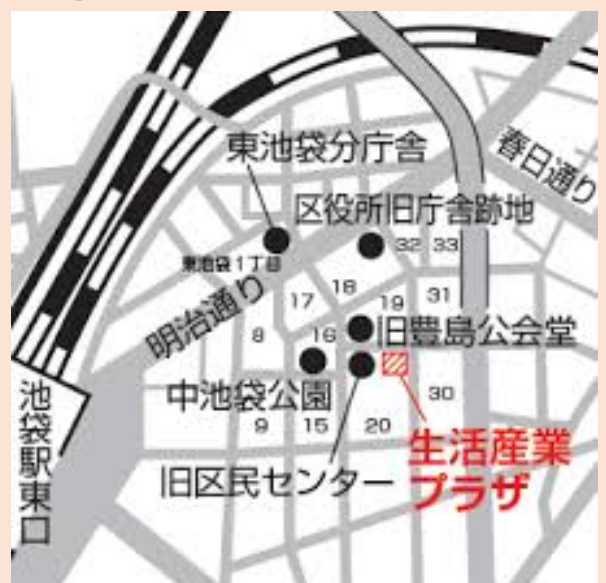 東池袋分庁舎
春日通り
区役所旧庁舎跡地
32
33
東池袋1丁目
明治通り
17
18
19
31
8
16
旧豊島公会堂
中池袋公園
30
9
15
20
池袋駅東口
旧区民センター
生活産業
プラザ